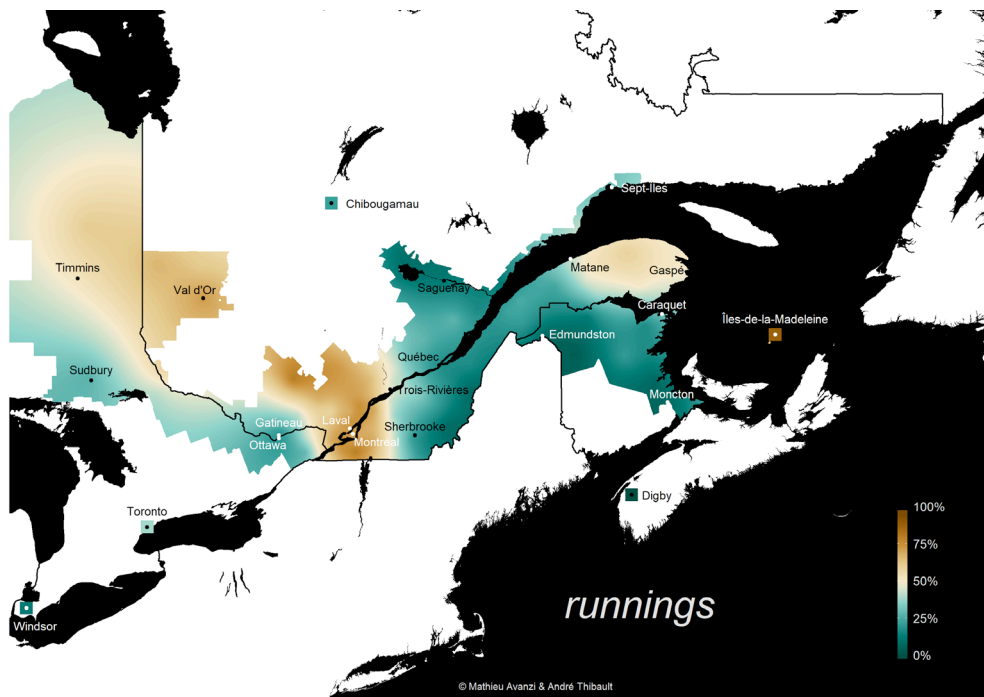 Sept-Iles
Chibougamau
Timmins
Matane
Gaspé
Val d'Or
Saguenay
Caraquet
Îles-de-la-Madeleine
Edmundston
Québec
Sudbury
Trois-Rivières
Moncton
Laval
Gatineau
Sherbrooke
Ottawa
Montréal
Digby
Toronto
100%
75%
50%
25%
0%
runnings
Windsor
© Mathieu Avanzi & André Thibault